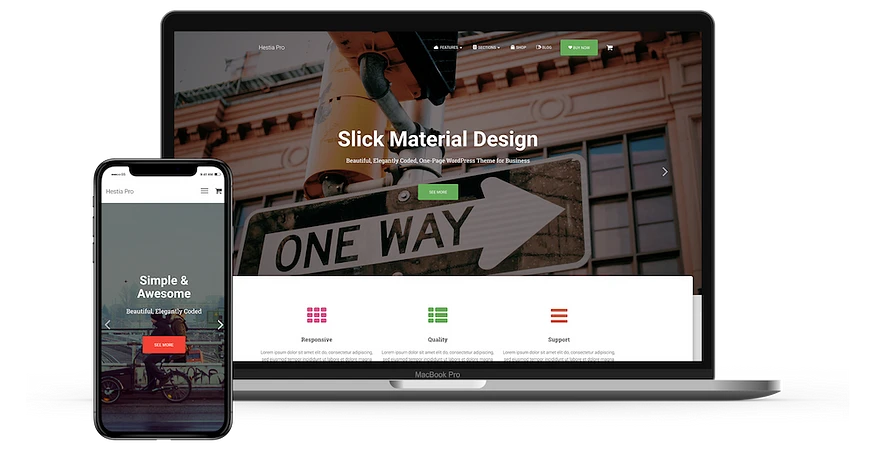 Hestia Pro
FEATURES
SECTIONS
SHOP
BLOG
BUY NOW
Slick Material Design
Beautiful, Elegantly Coded, One-Page WordPress Theme for Business
SEE MORE
ONE WAY
Responsive
Quality
Support
Lorem ipsum dolor sit amet elit do, consectetur adipiscing,
sed eiusmod tempor incididunt ut labore et dolore magna
Lorem ipsum dolor sit amet elit do, consectetur adipiscing,
sed eiusmod tempor incididunt ut labore et dolore magna
Lorem ipsum dolor sit amet elit do, consectetur adipiscing,
sed eiusmod tempor incididunt ut labore et dolore magna
MacBook Pro
Hestia Pro
Simple &
Awesome
Beautiful, Elegantly Coded
SEE MORE